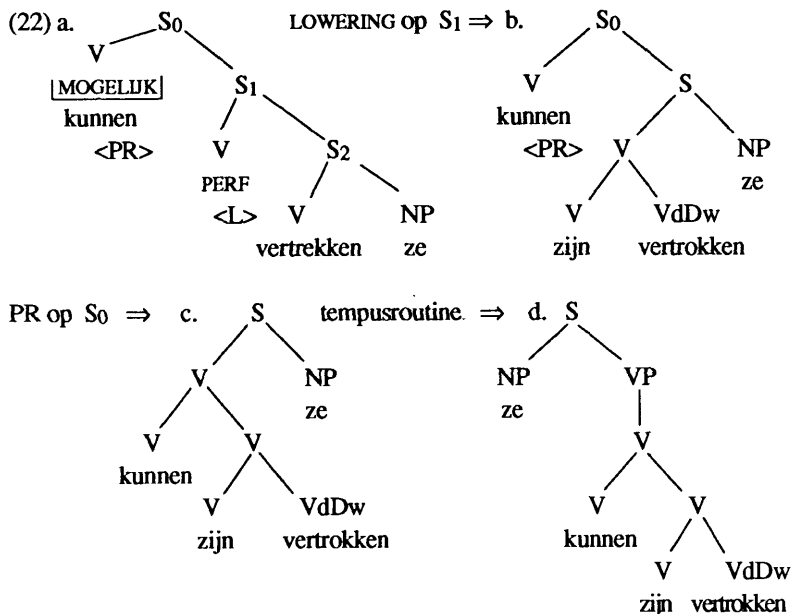 (22) a. S0 LOWERING op S1 ⇒ b. S0
V
MOGELIJK S1 V S
kunnen kunnen
<PR> V S2 <PR> V NP
PERF ze
<L> V NP V VdDw
vertrekken ze zijn vertrokken
PR op S0 ⇒ c. S tempusroutine ⇒ d. S
V NP NP VP
ze ze
V V V
kunnen
V VdDw V V
zijn vertrokken kunnen
V VdDw
zijn vertrokken